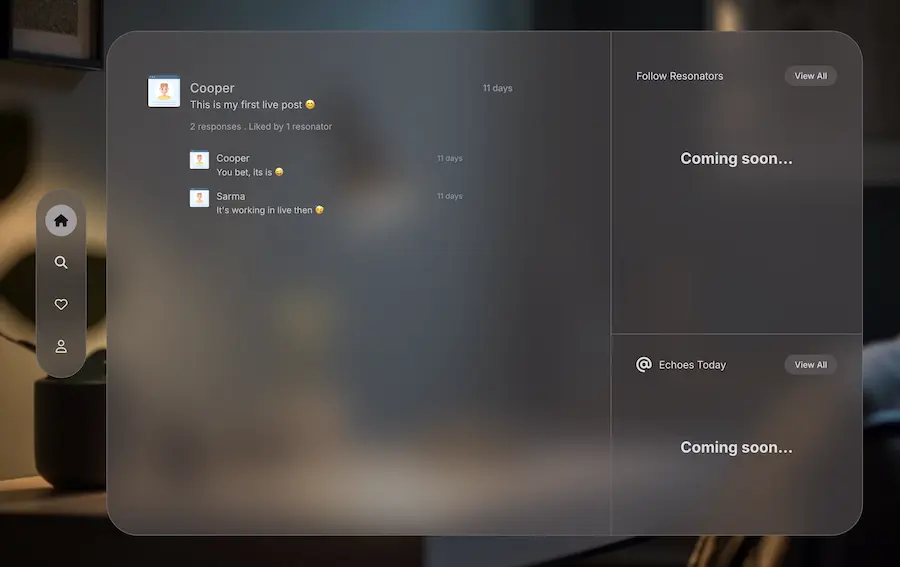 Cooper
11 days
This is my first live post 😊
2 responses . Liked by 1 resonator
Cooper
11 days
You bet, its is 😄
Sarma
11 days
It's working in live then 🥳
Follow Resonators
View All
Coming soon...
@ Echoes Today
View All
Coming soon...